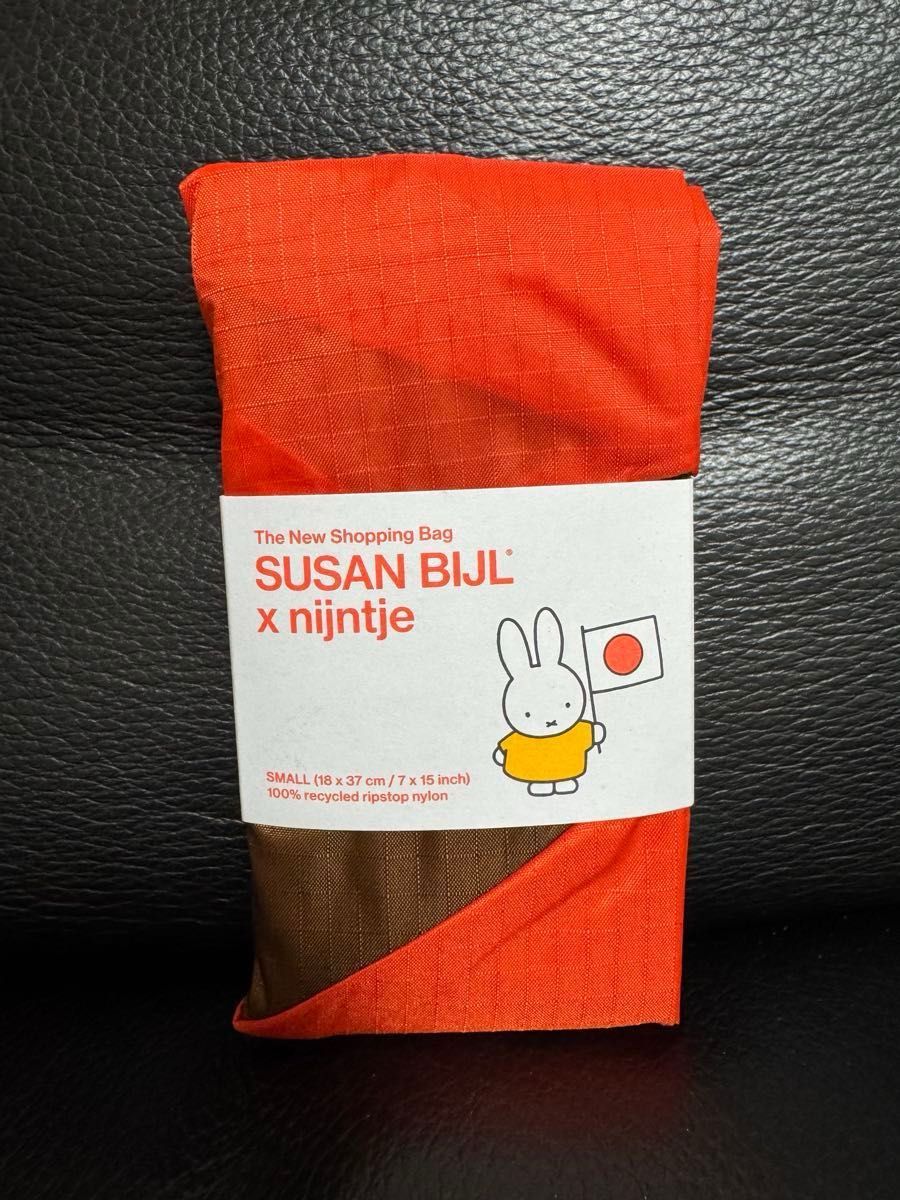 The New Shopping Bag
SUSAN BIJL®
x nijntje
SMALL (18 x 37 cm / 7 x 15 inch)
100% recycled ripstop nylon